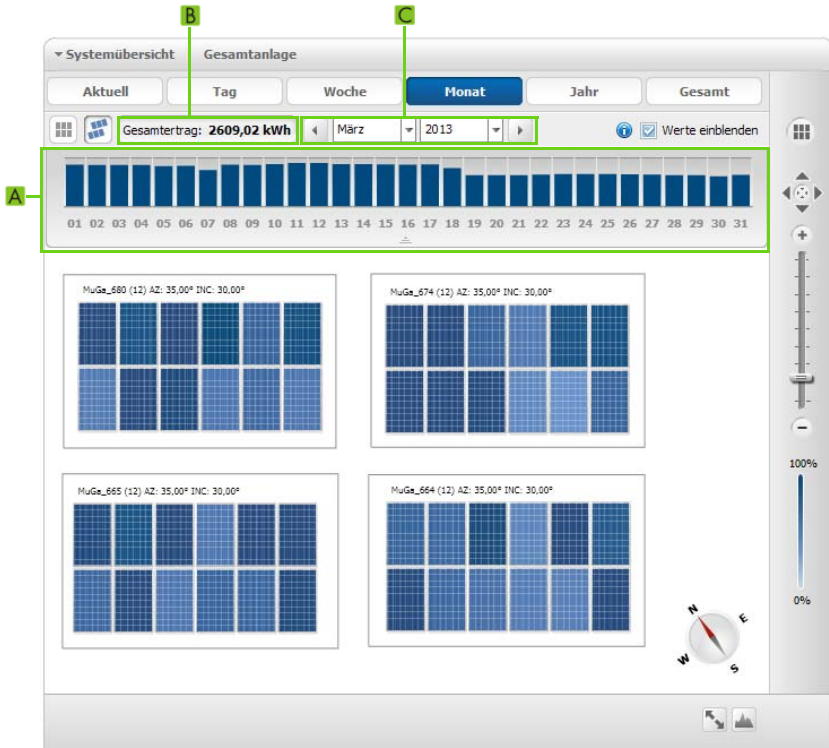 B
C
Systemübersicht Gesamtanlage
Aktuell Tag Woche Monat Jahr Gesamt
Gesamtertrag: 2609,02 kWh März 2013 Werte einblenden
A
01 02 03 04 05 06 07 08 09 10 11 12 13 14 15 16 17 18 19 20 21 22 23 24 25 26 27 28 29 30 31
MuGa_680 (12) AZ: 35,00° INC: 30,00°
MuGa_674 (12) AZ: 35,00° INC: 30,00°
MuGa_665 (12) AZ: 35,00° INC: 30,00°
MuGa_664 (12) AZ: 35,00° INC: 30,00°
100%
0%
N
E
W
S